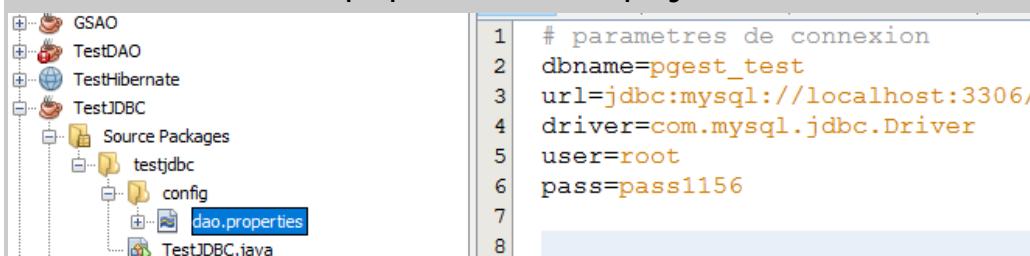 GSAO
TestDAO
TestHibernate
TestJDBC
Source Packages
testjdbc
config
dao.properties
TestJDBC.java
1 # parametres de connexion
2 dbname=pgest_test
3 url=jdbc:mysql://localhost:3306/
4 driver=com.mysql.jdbc.Driver
5 user=root
6 pass=pass1156
7
8